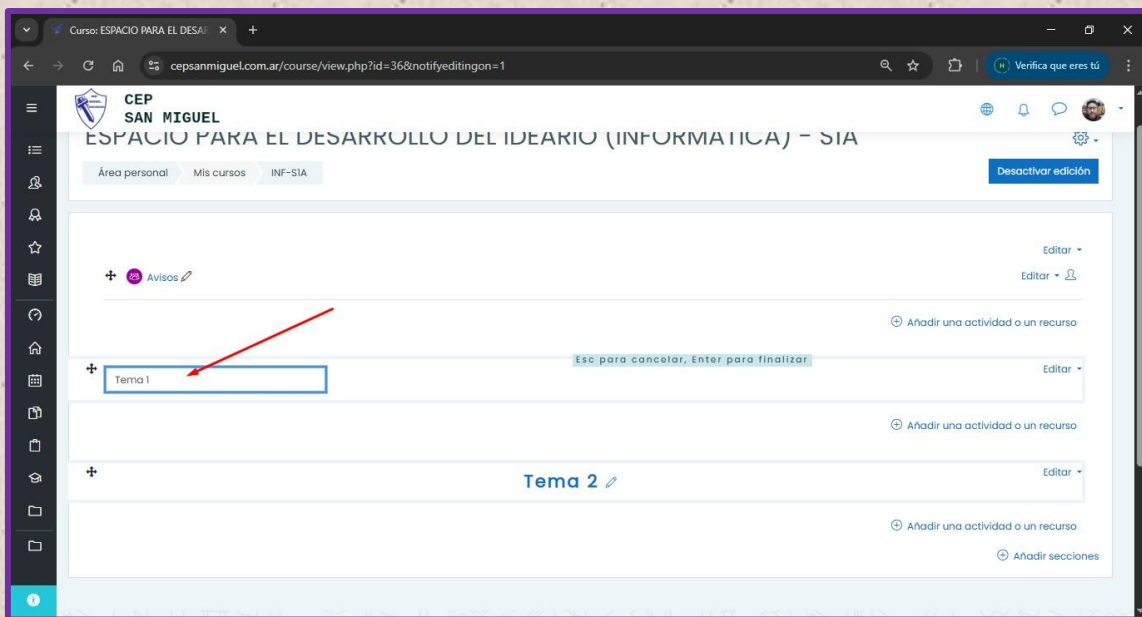 Curso: ESPACIO PARA EL DESAR
cepsanmiguel.com.ar/course/view.php?id=36&notifyeditingon=1
H
Verifica que eres tú
CEP
SAN MIGUEL
ESPACIO PARA EL DESARROLLO DEL IDEARIO (INFORMATICA) - S1A
Área personal
Mis cursos
INF-S1A
Desactivar edición
Editar
Avisos
Editar
Añadir una actividad o un recurso
Esc para cancelar, Enter para finalizar
Tema 1
Editar
Añadir una actividad o un recurso
Tema 2
Editar
Añadir una actividad o un recurso
Añadir secciones